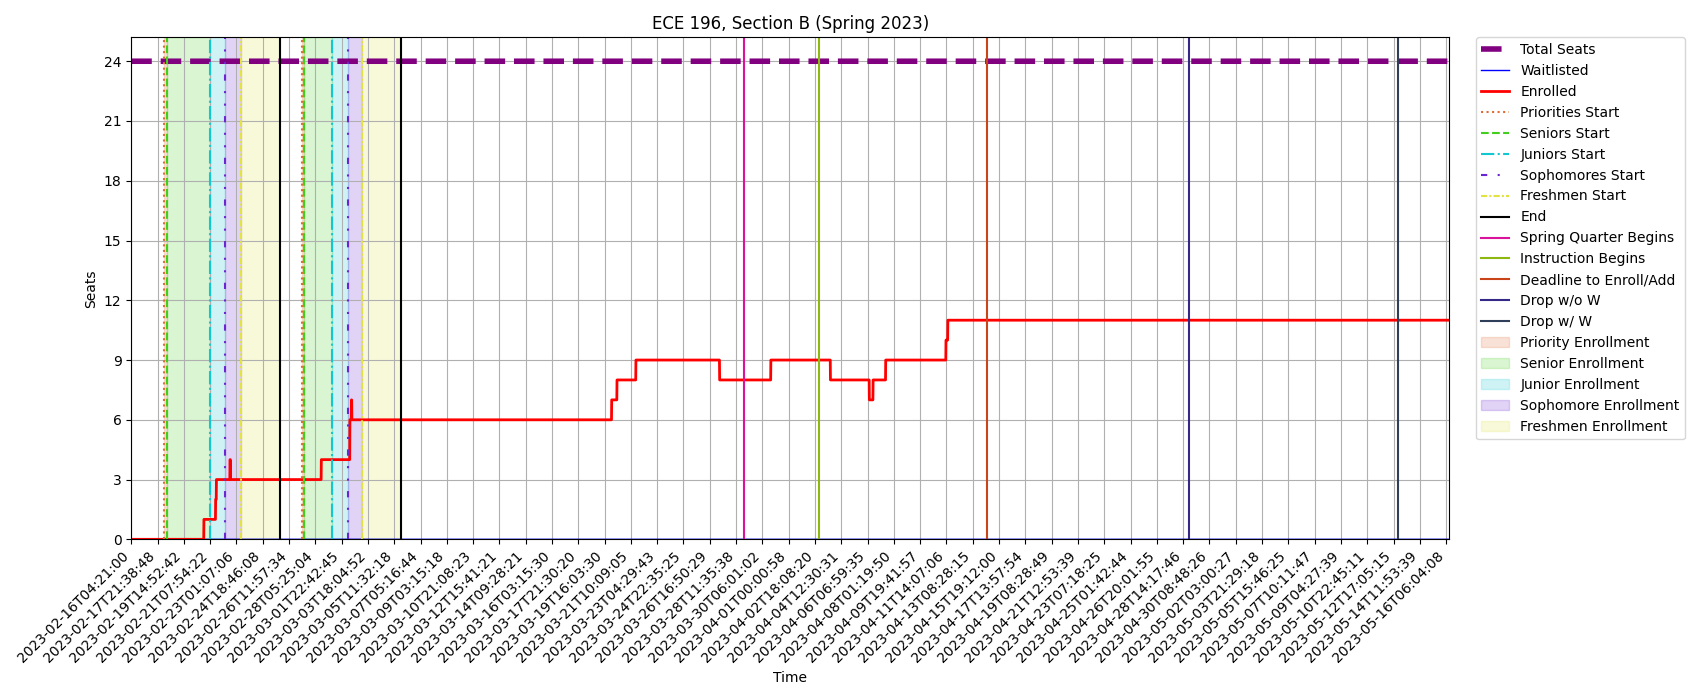 ECE 196, Section B (Spring 2023)
Seats
24
21
18
15
12
9
6
3
0
2023-02-16T04:21:00
2023-02-17T21:38:48
2023-02-19T14:52:42
2023-02-21T07:54:22
2023-02-23T01:07:06
2023-02-24T18:46:08
2023-02-26T11:57:34
2023-02-28T05:25:04
2023-03-01T22:42:45
2023-03-03T18:04:52
2023-03-05T11:32:18
2023-03-07T05:16:44
2023-03-09T03:15:18
2023-03-10T21:08:23
2023-03-12T15:41:21
2023-03-14T09:28:21
2023-03-16T03:15:30
2023-03-17T21:30:20
2023-03-19T16:03:30
2023-03-21T10:09:05
2023-03-23T04:29:43
2023-03-24T22:35:25
2023-03-26T16:50:29
2023-03-28T11:35:38
2023-03-30T06:01:02
2023-04-01T00:00:58
2023-04-02T18:08:20
2023-04-04T12:30:31
2023-04-06T06:59:35
2023-04-08T01:19:50
2023-04-09T19:41:57
2023-04-11T14:07:06
2023-04-13T08:28:15
2023-04-15T19:12:00
2023-04-17T13:57:54
2023-04-19T08:28:49
2023-04-21T12:53:39
2023-04-23T07:18:25
2023-04-25T01:42:44
2023-04-26T20:01:55
2023-04-28T14:17:46
2023-04-30T08:48:26
2023-05-02T03:00:27
2023-05-03T21:29:18
2023-05-05T15:46:25
2023-05-07T10:11:47
2023-05-09T04:27:39
2023-05-10T22:45:11
2023-05-12T17:05:15
2023-05-14T11:53:39
2023-05-16T06:04:08
Time
Total Seats
Waitlisted
Enrolled
Priorities Start
Seniors Start
Juniors Start
Sophomores Start
Freshmen Start
End
Spring Quarter Begins
Instruction Begins
Deadline to Enroll/Add
Drop w/o W
Drop w/ W
Priority Enrollment
Senior Enrollment
Junior Enrollment
Sophomore Enrollment
Freshmen Enrollment